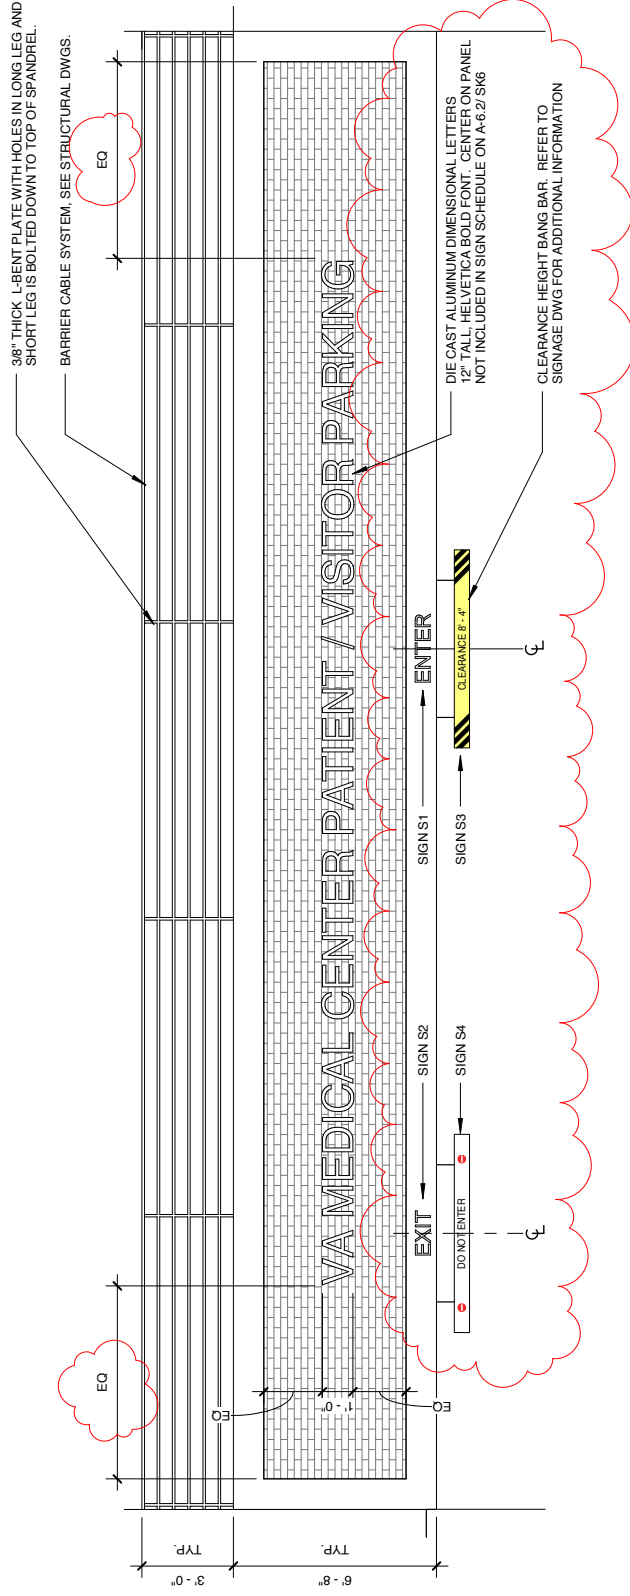 3/8" THICK L-BENT PLATE WITH HOLES IN LONG LEG AND
SHORT LEG IS BOLTED DOWN TO TOP OF SPANDREL.
BARRIER CABLE SYSTEM, SEE STRUCTURAL DWGS.
EQ
EQ
3' - 0"
TYP.
6' - 8"
TYP.
EQ
1' - 0"
EQ
VA MEDICAL CENTER PATIENT / VISITOR PARKING
DIE CAST ALUMINUM DIMENSIONAL LETTERS
12" TALL, HELVETICA BOLD FONT. CENTER ON PANEL
NOT INCLUDED IN SIGN SCHEDULE ON A-6.2/ SK6
EXIT
SIGN S2
SIGN S1
ENTER
DO NOT ENTER
SIGN S4
SIGN S3
CLEARANCE 8' - 4"
CLEARANCE HEIGHT BANG BAR. REFER TO
SIGNAGE DWG FOR ADDITIONAL INFORMATION
CL
CL